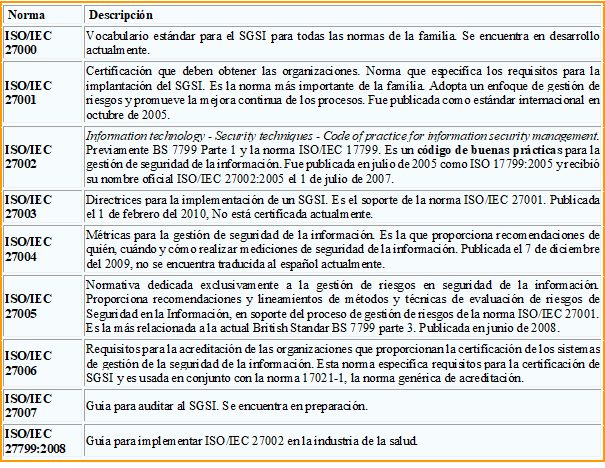 Norma Descripción
ISO/IEC 27000
Vocabulario estándar para el SGSI para todas las normas de la familia. Se encuentra en desarrollo
actualmente.
ISO/IEC 27001
Certificación que deben obtener las organizaciones. Norma que especifica los requisitos para la
implantación del SGSI. Es la norma más importante de la familia. Adopta un enfoque de gestión de
riesgos y promueve la mejora continua de los procesos. Fue publicada como estándar internacional en
octubre de 2005.
ISO/IEC 27002
Information technology - Security techniques - Code of practice for information security management.
Previamente BS 7799 Parte 1 y la norma ISO/IEC 17799. Es un código de buenas prácticas para la
gestión de seguridad de la información. Fue publicada en julio de 2005 como ISO 17799:2005 y recibió
su nombre oficial ISO/IEC 27002:2005 el 1 de julio de 2007.
ISO/IEC 27003
Directrices para la implementación de un SGSI. Es el soporte de la norma ISO/IEC 27001. Publicada
el 1 de febrero del 2010, No está certificada actualmente.
ISO/IEC 27004
Métricas para la gestión de seguridad de la información. Es la que proporciona recomendaciones de
quién, cuándo y cómo realizar mediciones de seguridad de la información. Publicada el 7 de diciembre
del 2009, no se encuentra traducida al español actualmente.
ISO/IEC 27005
Normativa dedicada exclusivamente a la gestión de riesgos en seguridad de la información.
Proporciona recomendaciones y lineamientos de métodos y técnicas de evaluación de riesgos de
Seguridad en la Información, en soporte del proceso de gestión de riesgos de la norma ISO/IEC 27001.
Es la más relacionada a la actual British Standar BS 7799 parte 3. Publicada en junio de 2008.
ISO/IEC 27006
Requisitos para la acreditación de las organizaciones que proporcionan la certificación de los sistemas
de gestión de la seguridad de la información. Esta norma especifica requisitos para la certificación de
SGSI y es usada en conjunto con la norma 17021-1, la norma genérica de acreditación.
ISO/IEC 27007
Guía para auditar al SGSI. Se encuentra en preparación.
ISO/IEC 27799:2008
Guía para implementar ISO/IEC 27002 en la industria de la salud.